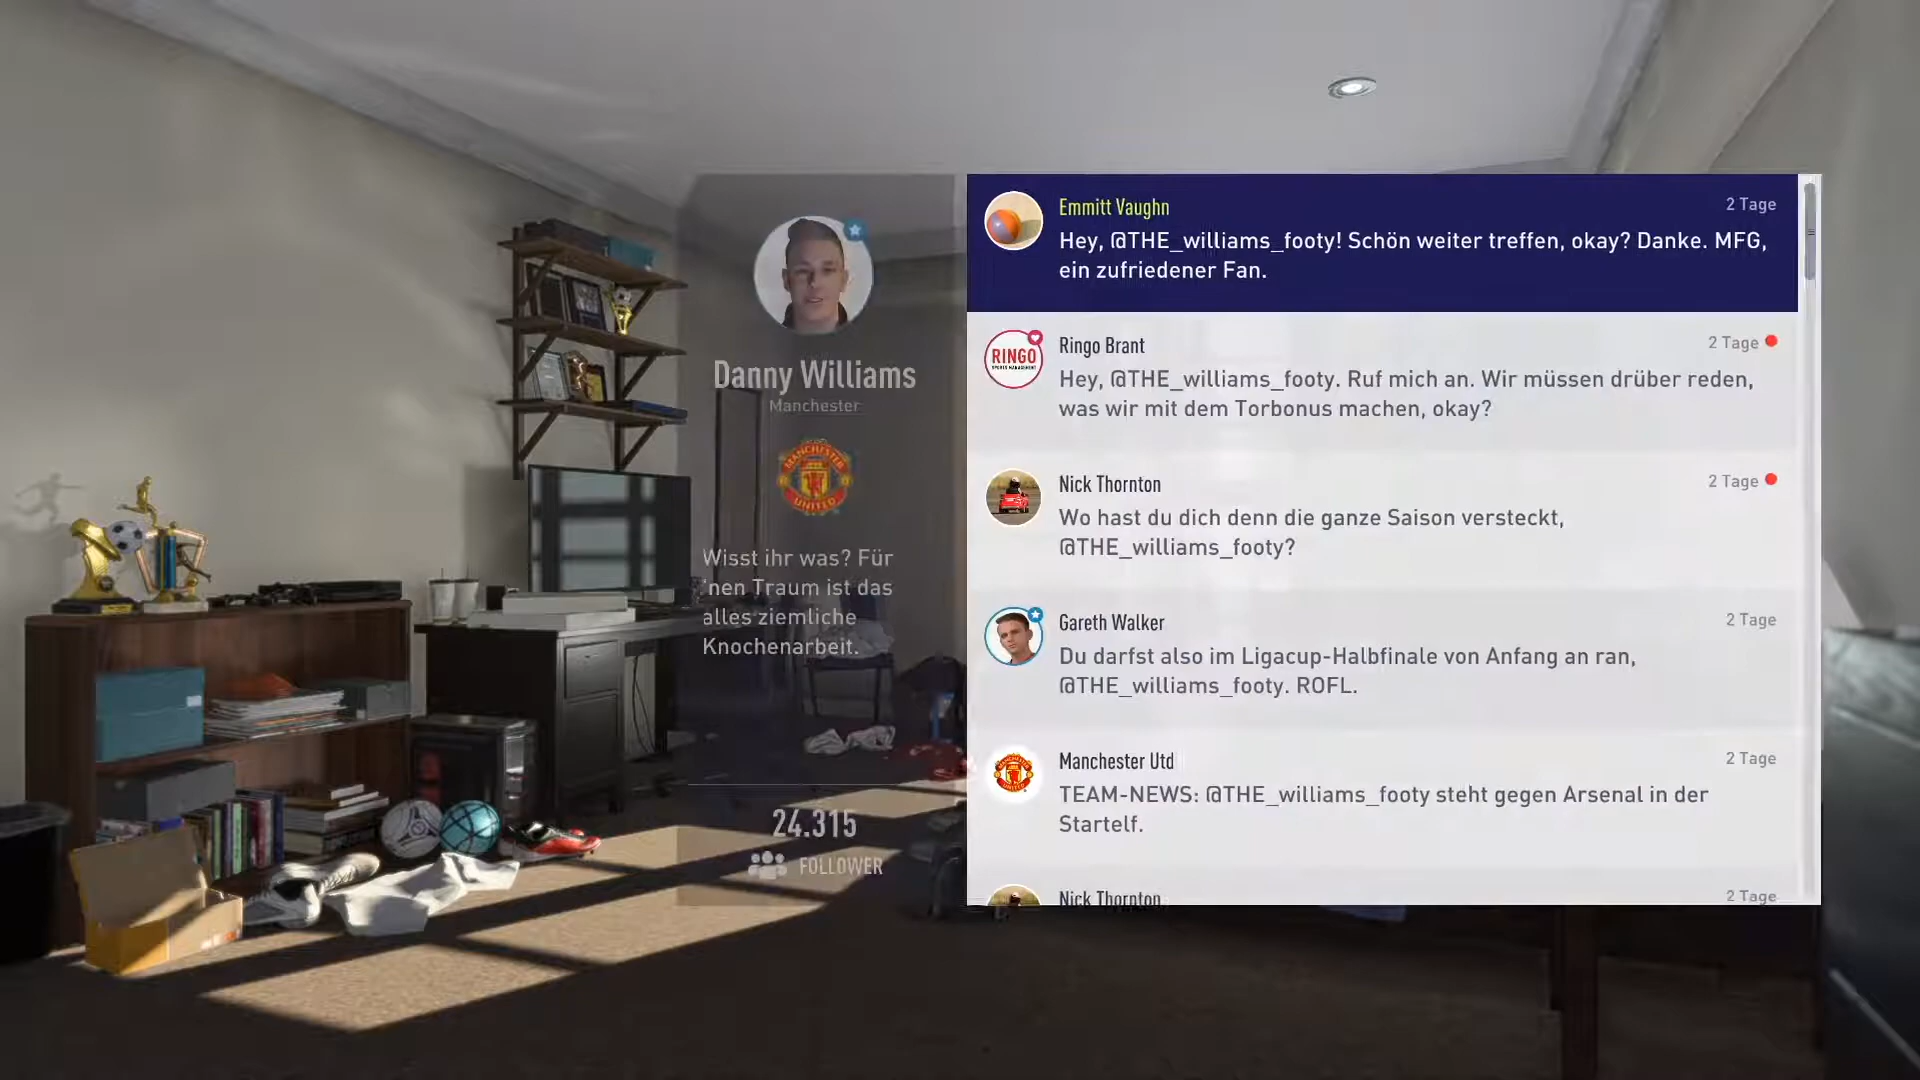 Danny Williams
Manchester
MANCHESTER
UNITED
Wisst ihr was? Für
'nen Traum ist das
alles ziemliche
Knochenarbeit.
24.315
FOLLOWER
Emmitt Vaughn
2 Tage
Hey, @THE_williams_footy! Schön weiter treffen, okay? Danke. MFG,
ein zufriedener Fan.
RINGO
SPORTS MANAGEMENT
Ringo Brant
2 Tage
Hey, @THE_williams_footy. Ruf mich an. Wir müssen drüber reden,
was wir mit dem Torbonus machen, okay?
Nick Thornton
2 Tage
Wo hast du dich denn die ganze Saison versteckt,
@THE_williams_footy?
Gareth Walker
2 Tage
Du darfst also im Ligacup-Halbfinale von Anfang an ran,
@THE_williams_footy. ROFL.
Manchester Utd
2 Tage
TEAM-NEWS: @THE_williams_footy steht gegen Arsenal in der
Startelf.
Nick Thornton
2 Tage